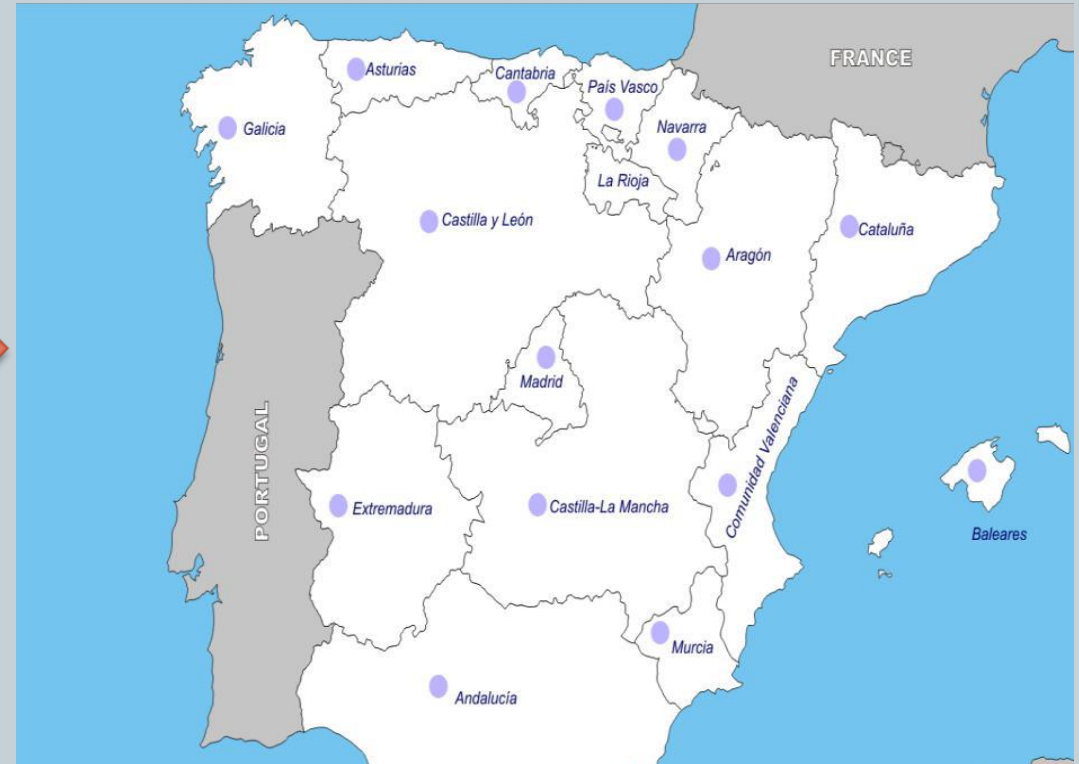 FRANCE
Asturias
Cantabria
País Vasco
Galicia
Navarra
La Rioja
Castilla y León
Cataluña
Aragón
Madrid
Comunidad Valenciana
PORTUGAL
Extremadura
Castilla-La Mancha
Baleares
Murcia
Andalucía